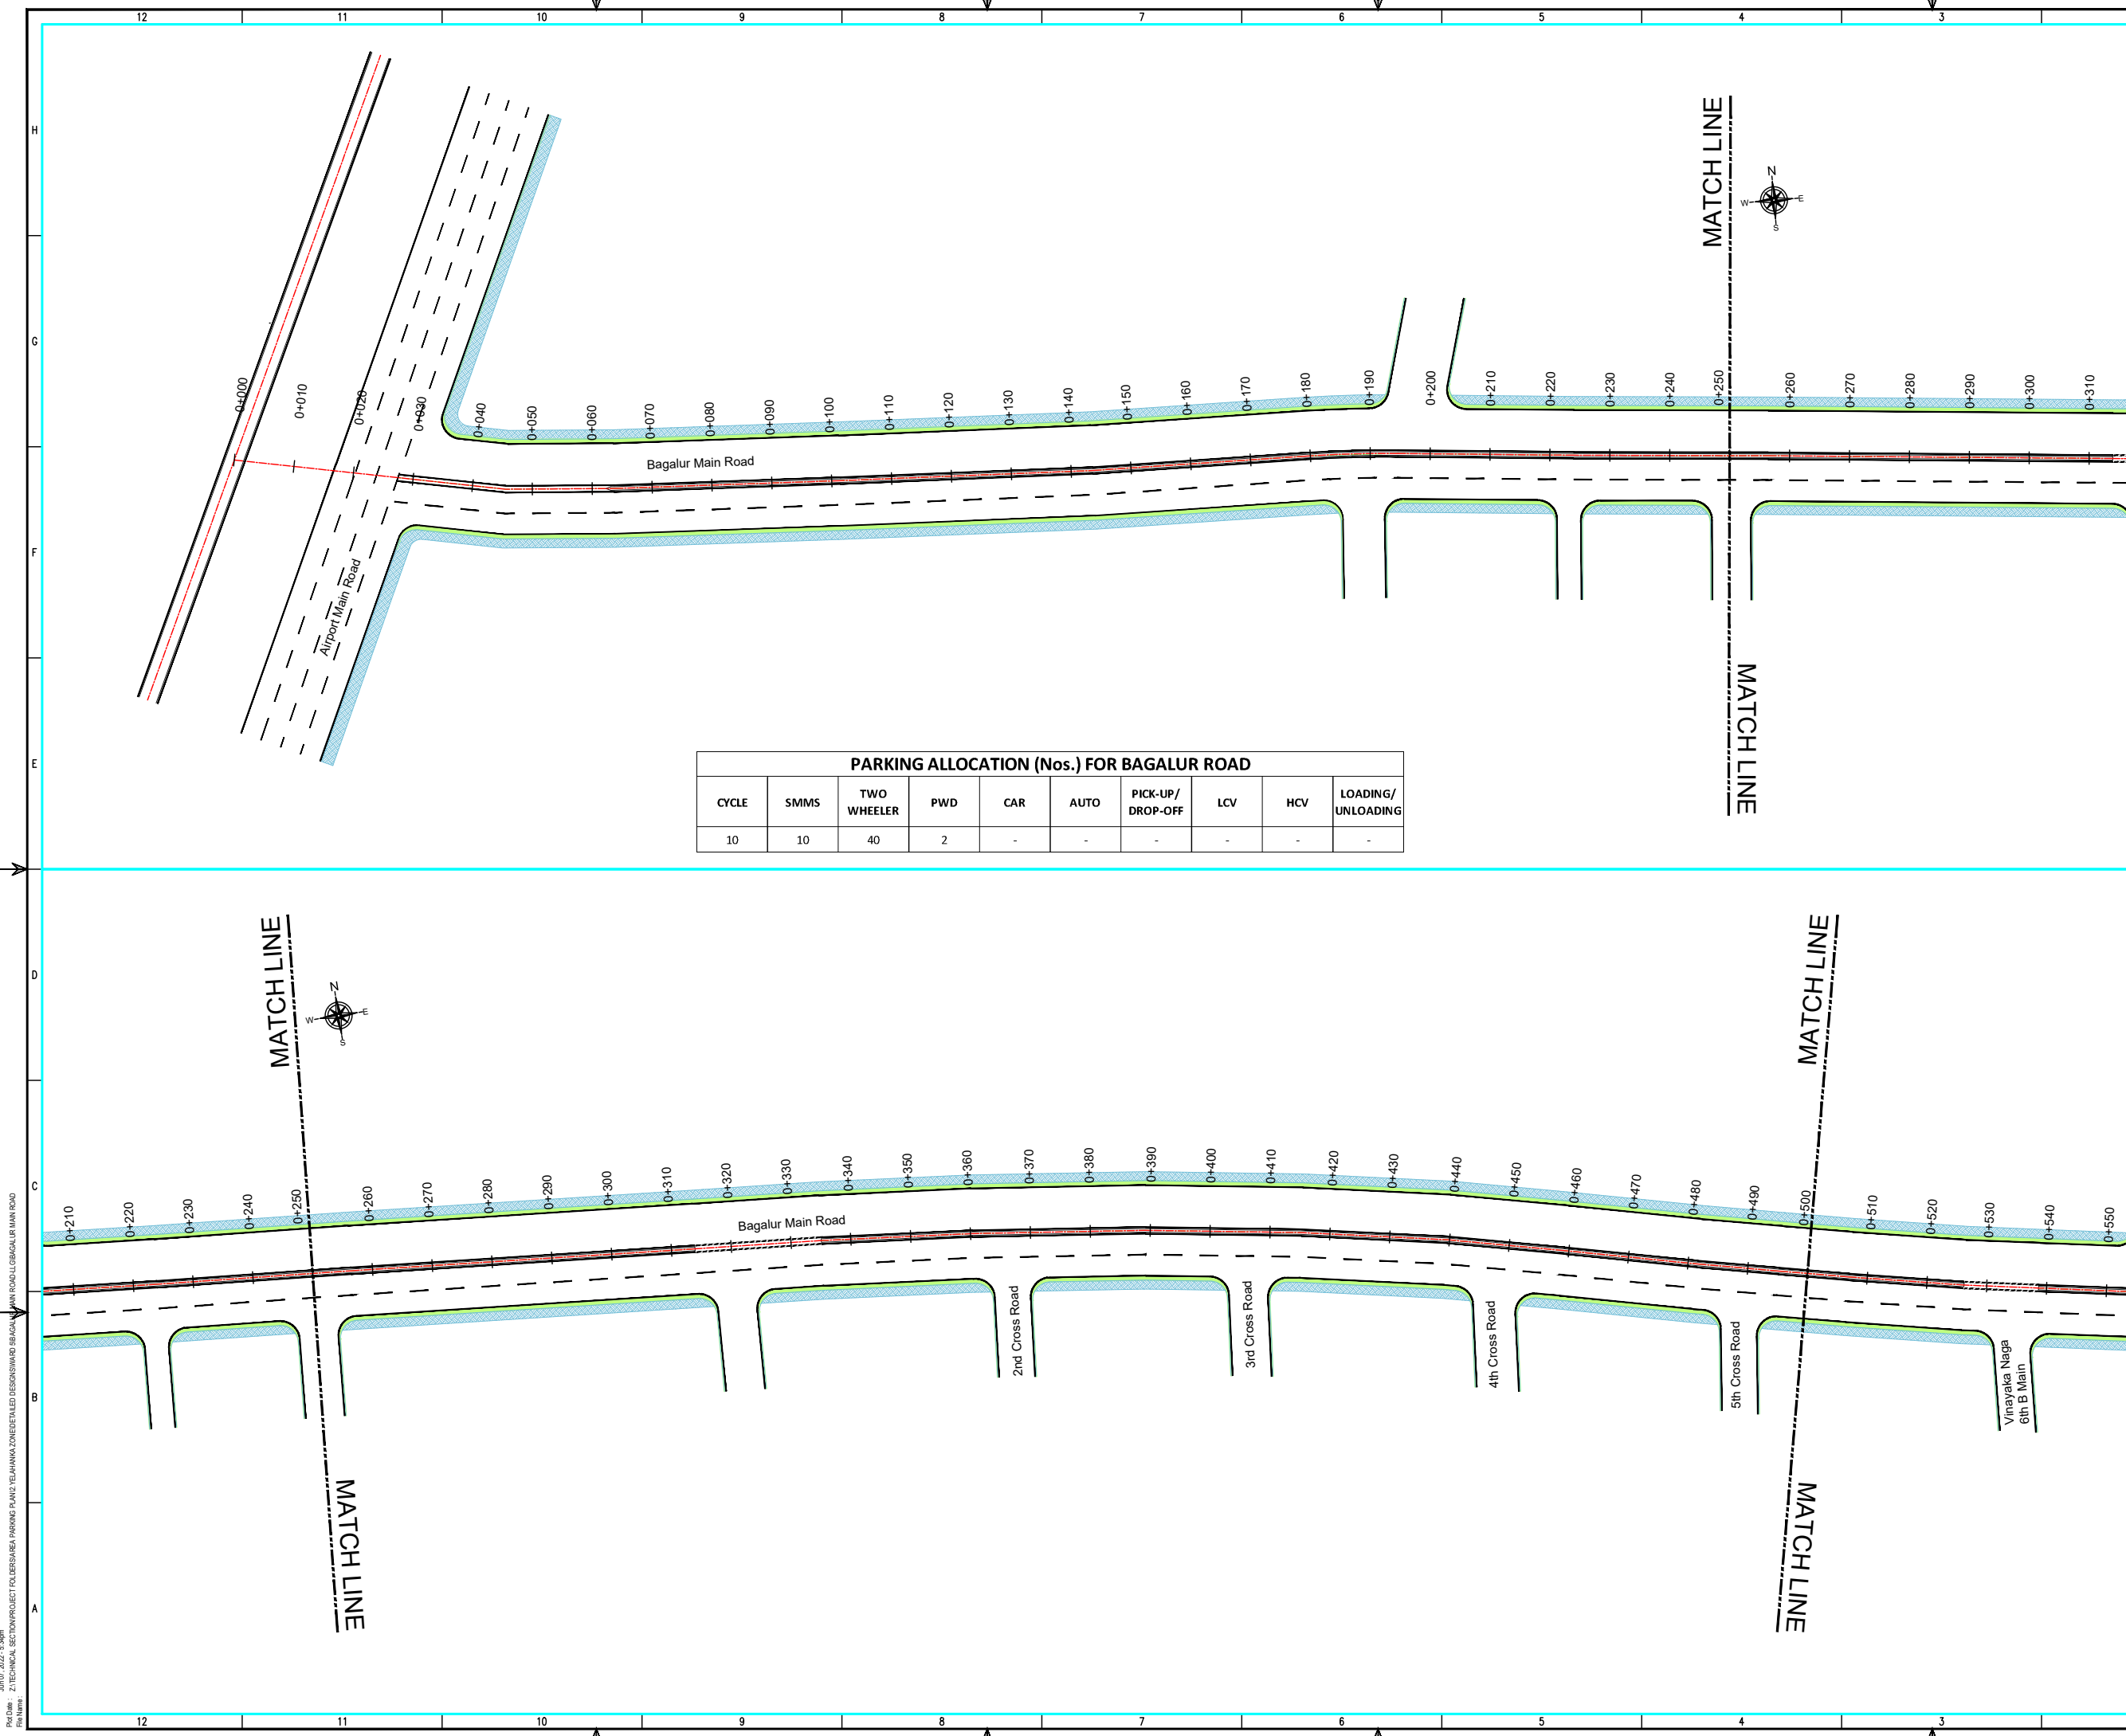 12 11 10 9 8 7 6 5 4 3
H
G
F
E
D
C
B
A
MATCH LINE
N
W E
S
0+000 0+010 0+020 0+030 0+040 0+050 0+060 0+070 0+080 0+090 0+100 0+110 0+120 0+130 0+140 0+150 0+160 0+170 0+180 0+190 0+200 0+210 0+220 0+230 0+240 0+250 0+260 0+270 0+280 0+290 0+300 0+310
Bagalur Main Road
Airport Main Road
MATCH LINE
PARKING ALLOCATION (Nos.) FOR BAGALUR ROAD
CYCLE SMMS TWO WHEELER PWD CAR AUTO PICK-UP/ DROP-OFF LCV HCV LOADING/ UNLOADING
10 10 40 2 - - - - - -
MATCH LINE
MATCH LINE
N
W E
S
0+210 0+220 0+230 0+240 0+250 0+260 0+270 0+280 0+290 0+300 0+310 0+320 0+330 0+340 0+350 0+360 0+370 0+380 0+390 0+400 0+410 0+420 0+430 0+440 0+450 0+460 0+470 0+480 0+490 0+500 0+510 0+520 0+530 0+540 0+550
Bagalur Main Road
2nd Cross Road
3rd Cross Road
4th Cross Road
5th Cross Road
Vinayaka Naga
6th B Main
MATCH LINE
MATCH LINE
Plot Date :
File Name :
12 11 10 9 8 7 6 5 4 3